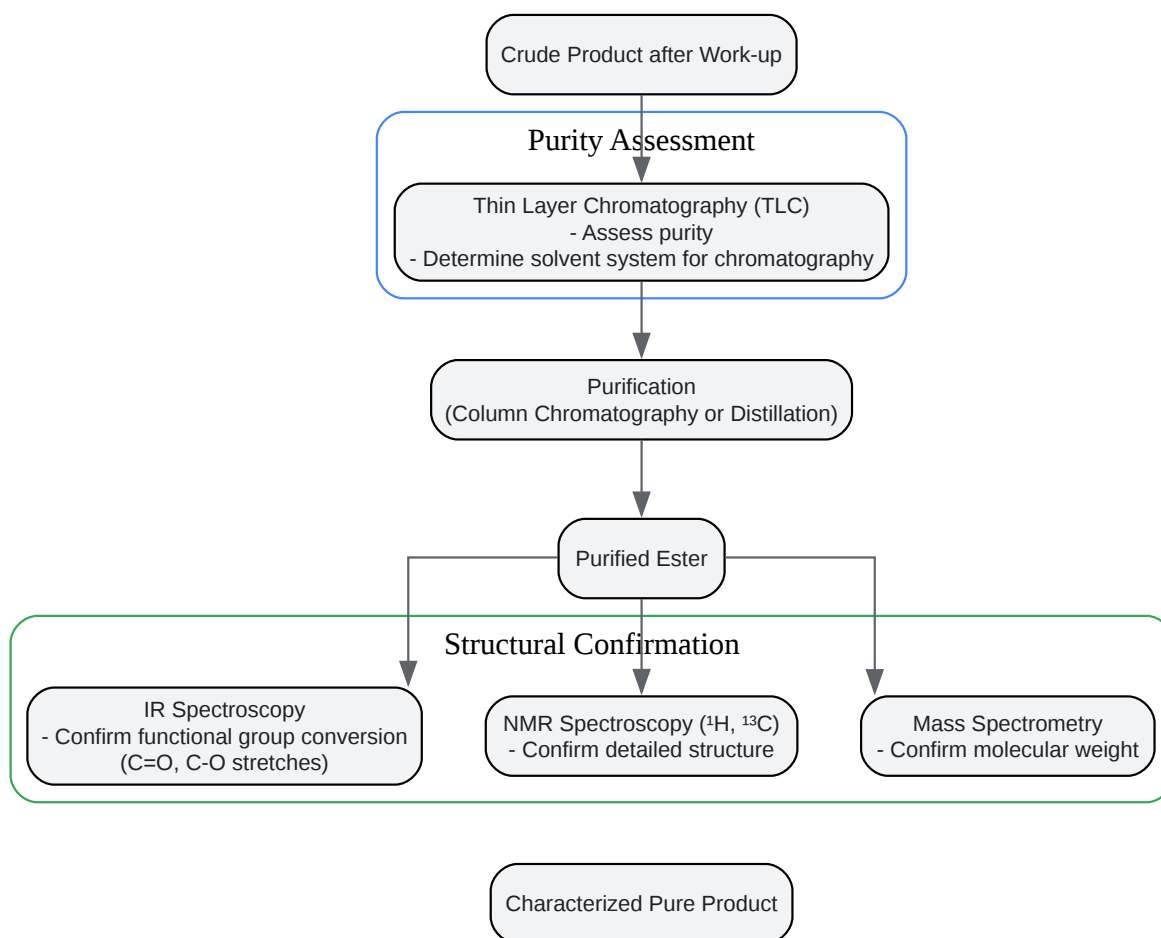 Crude Product after Work-up
Purity Assessment
Thin Layer Chromatography (TLC)
- Assess purity
- Determine solvent system for chromatography
Purification
(Column Chromatography or Distillation)
Purified Ester
Structural Confirmation
IR Spectroscopy
- Confirm functional group conversion
(C=O, C-O stretches)
NMR Spectroscopy (¹H, ¹³C)
- Confirm detailed structure
Mass Spectrometry
- Confirm molecular weight
Characterized Pure Product